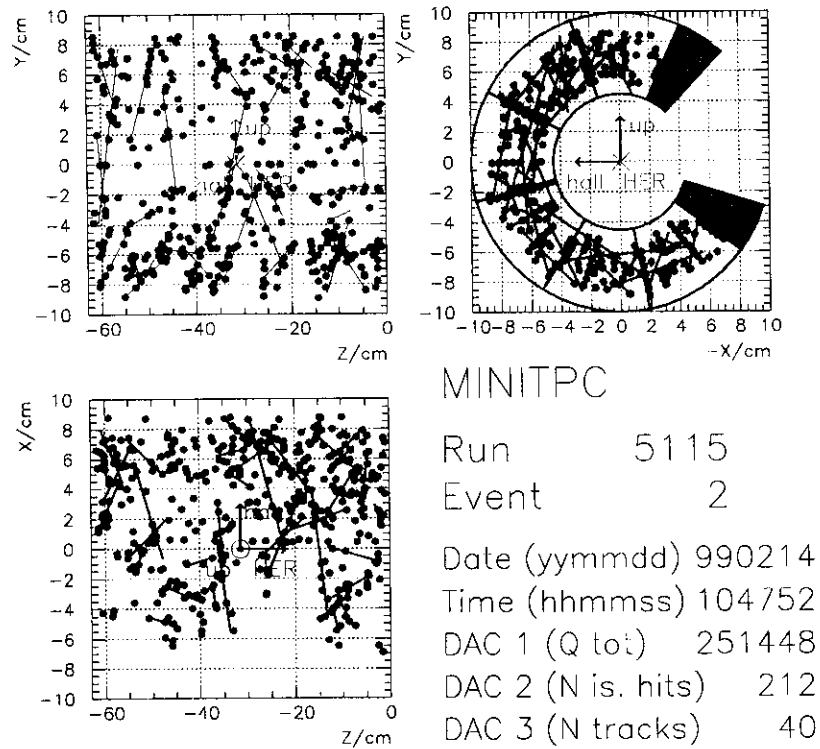 Y/cm
10
8
6
4
2
0
-2
-4
-6
-8
-10
up
hall HER
-60 -40 -20 0
Z/cm
Y/cm
10
8
6
4
2
0
-2
-4
-6
-8
-10
up
hall HER
-10 -8 -6 -4 -2 0 2 4 6 8 10
-X/cm
X/cm
10
8
6
4
2
0
-2
-4
-6
-8
-10
up HER
-60 -40 -20 0
Z/cm
MINITPC
Run 5115
Event 2
Date (yymmdd) 990214
Time (hhmmss) 104752
DAC 1 (Q tot) 251448
DAC 2 (N is. hits) 212
DAC 3 (N tracks) 40